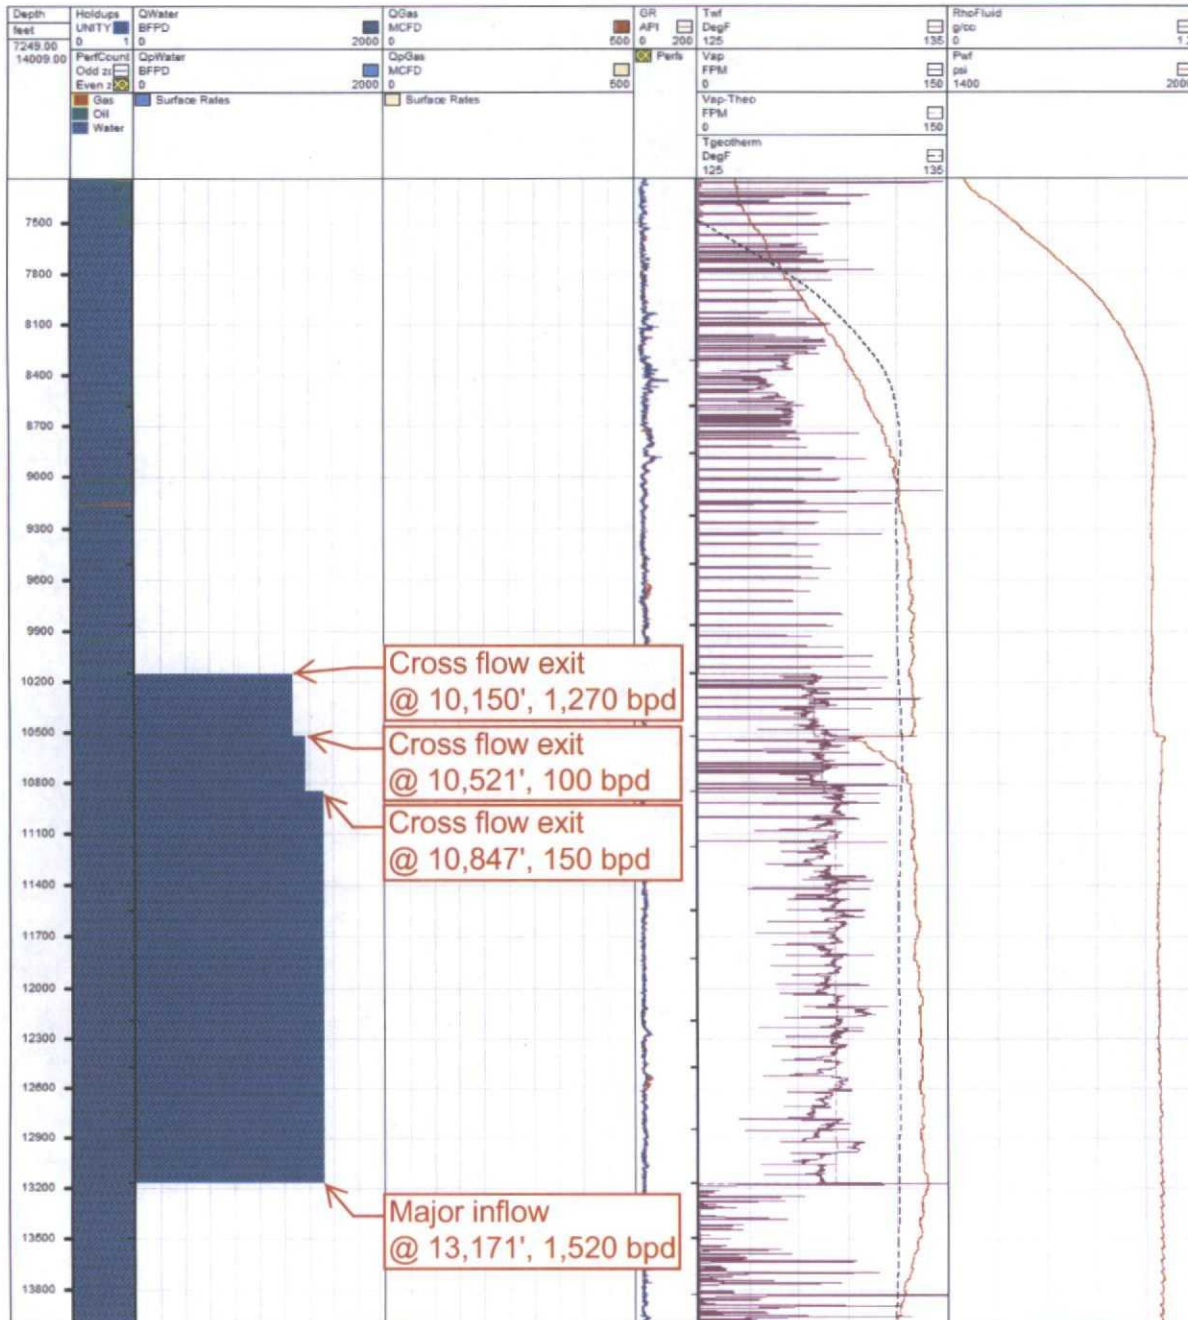 Depth
feet
7249.00
14009.00
Holdups
UNITY
0 1
PerfCount
Odd
Even
Gas
Oil
Water
QWater
BFPD
0 2000
QpWater
BFPD
0 2000
Surface Rates
QGas
MCFD
0 500
QpGas
MCFD
0 500
Surface Rates
GR
API
0 200
Perfs
Twf
DegF
125 135
Vap
FPM
0 150
Vap-Theo
FPM
0 150
Tgeotherm
DegF
125 135
RhoFluid
g/cc
0
Pwf
psi
1400 2000
7500
7800
8100
8400
8700
9000
9300
9600
9900
10200
10500
10800
11100
11400
11700
12000
12300
12600
12900
13200
13500
13800
Cross flow exit
@ 10,150', 1,270 bpd
Cross flow exit
@ 10,521', 100 bpd
Cross flow exit
@ 10,847', 150 bpd
Major inflow
@ 13,171', 1,520 bpd